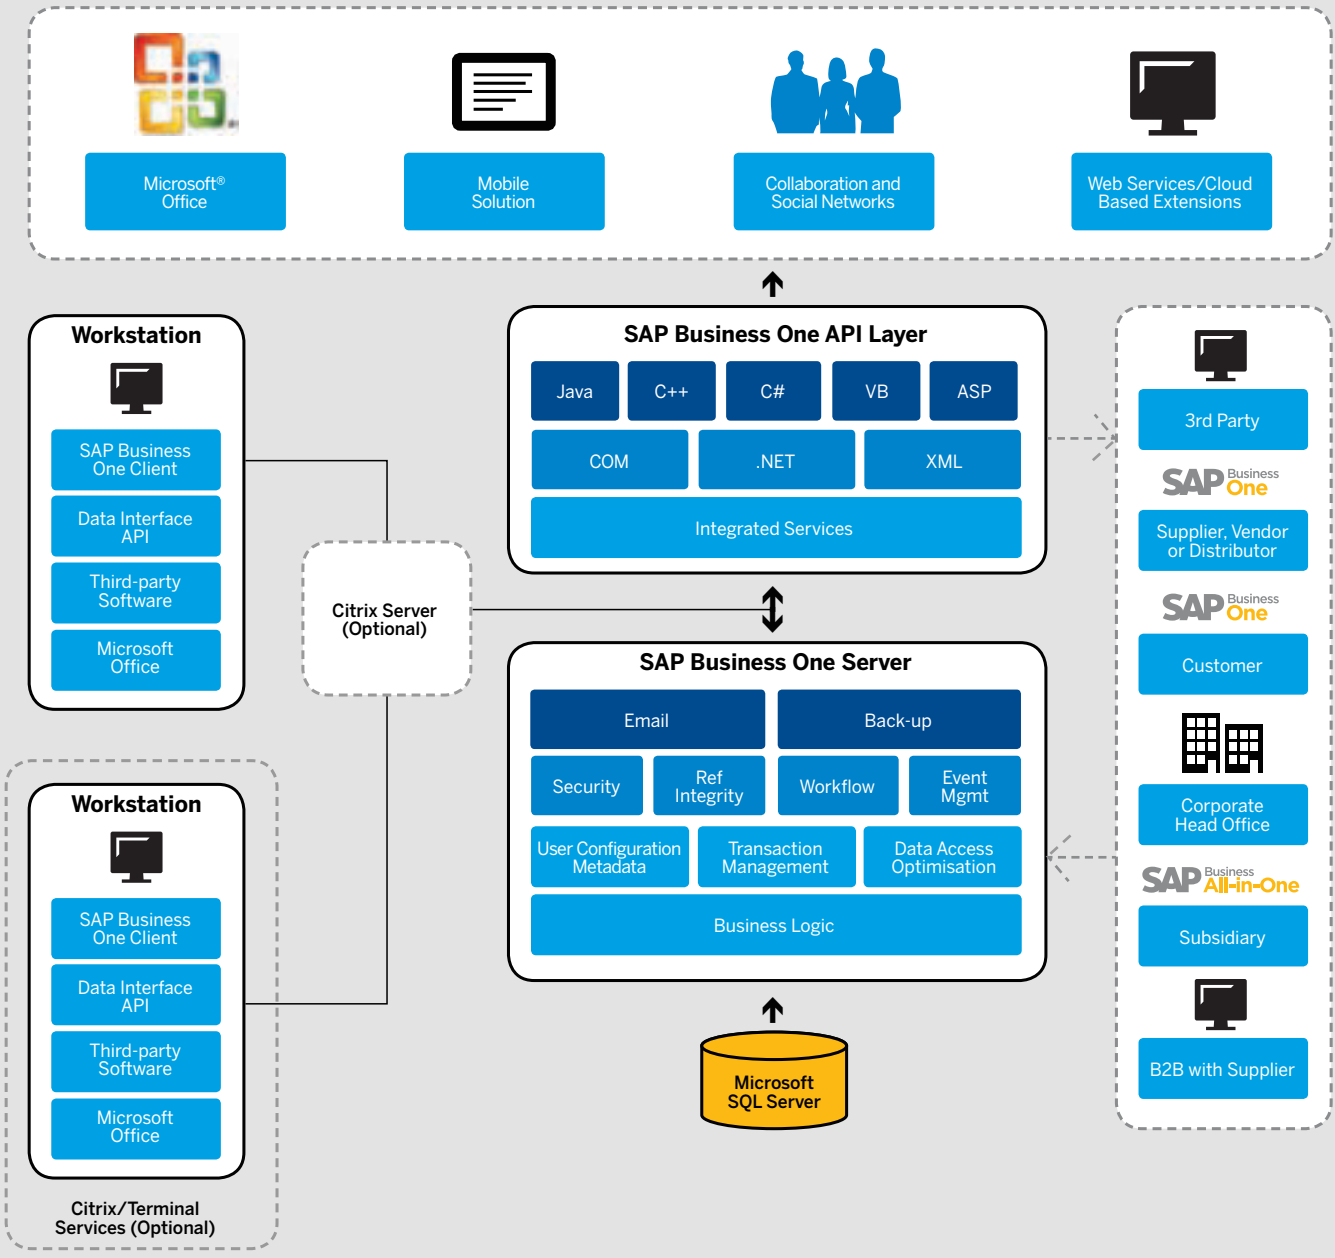 Microsoft®
Office
Mobile
Solution
Collaboration and
Social Networks
Web Services/Cloud
Based Extensions
Workstation
SAP Business
One Client
Data Interface
API
Third-party
Software
Microsoft
Office
Workstation
SAP Business
One Client
Data Interface
API
Third-party
Software
Microsoft
Office
Citrix/Terminal
Services (Optional)
Citrix Server
(Optional)
SAP Business One API Layer
Java
C++
C#
VB
ASP
COM
.NET
XML
Integrated Services
SAP Business One Server
Email
Back-up
Security
Ref
Integrity
Workflow
Event
Mgmt
User Configuration
Metadata
Transaction
Management
Data Access
Optimisation
Business Logic
Microsoft
SQL Server
3rd Party
SAP Business
One
Supplier, Vendor
or Distributor
SAP Business
One
Customer
Corporate
Head Office
SAP Business
All-in-One
Subsidiary
B2B with Supplier